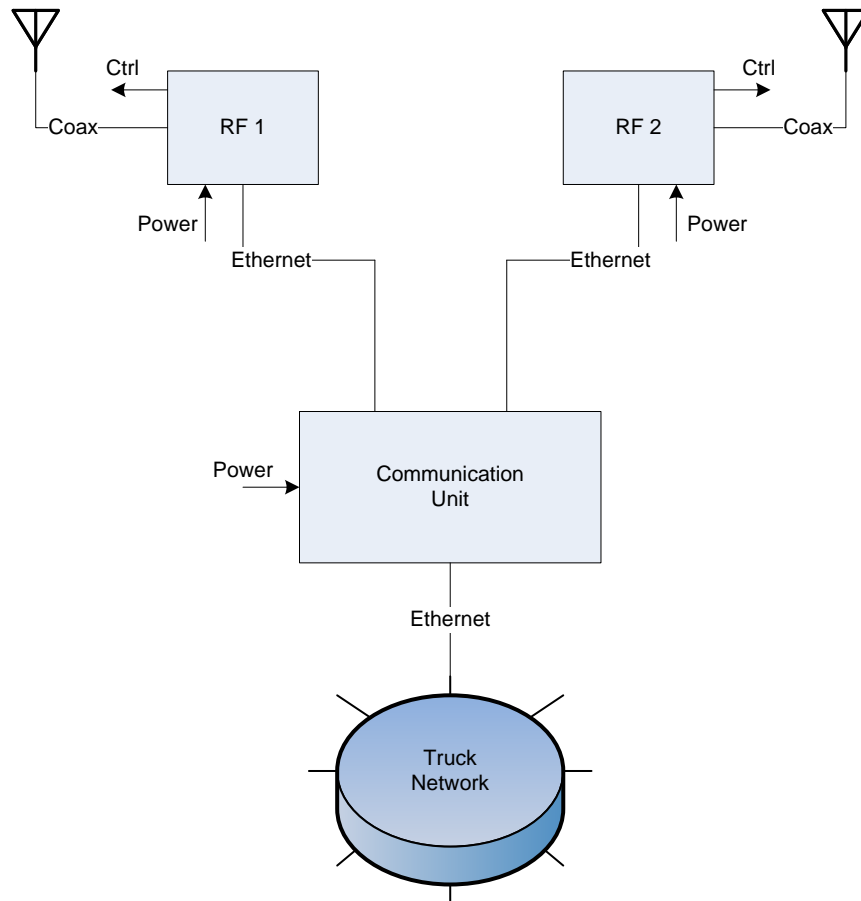 Ctrl
Ctrl
Coax
RF 1
RF 2
Coax
Power
Power
Ethernet
Ethernet
Power
Communication
Unit
Ethernet
Truck
Network